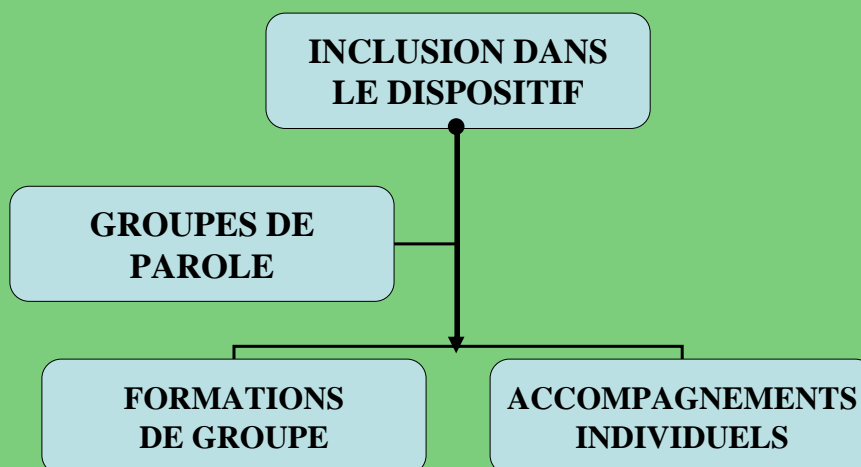 INCLUSION DANS
LE DISPOSITIF
GROUPES DE
PAROLE
FORMATIONS
DE GROUPE
ACCOMPAGNEMENTS
INDIVIDUELS